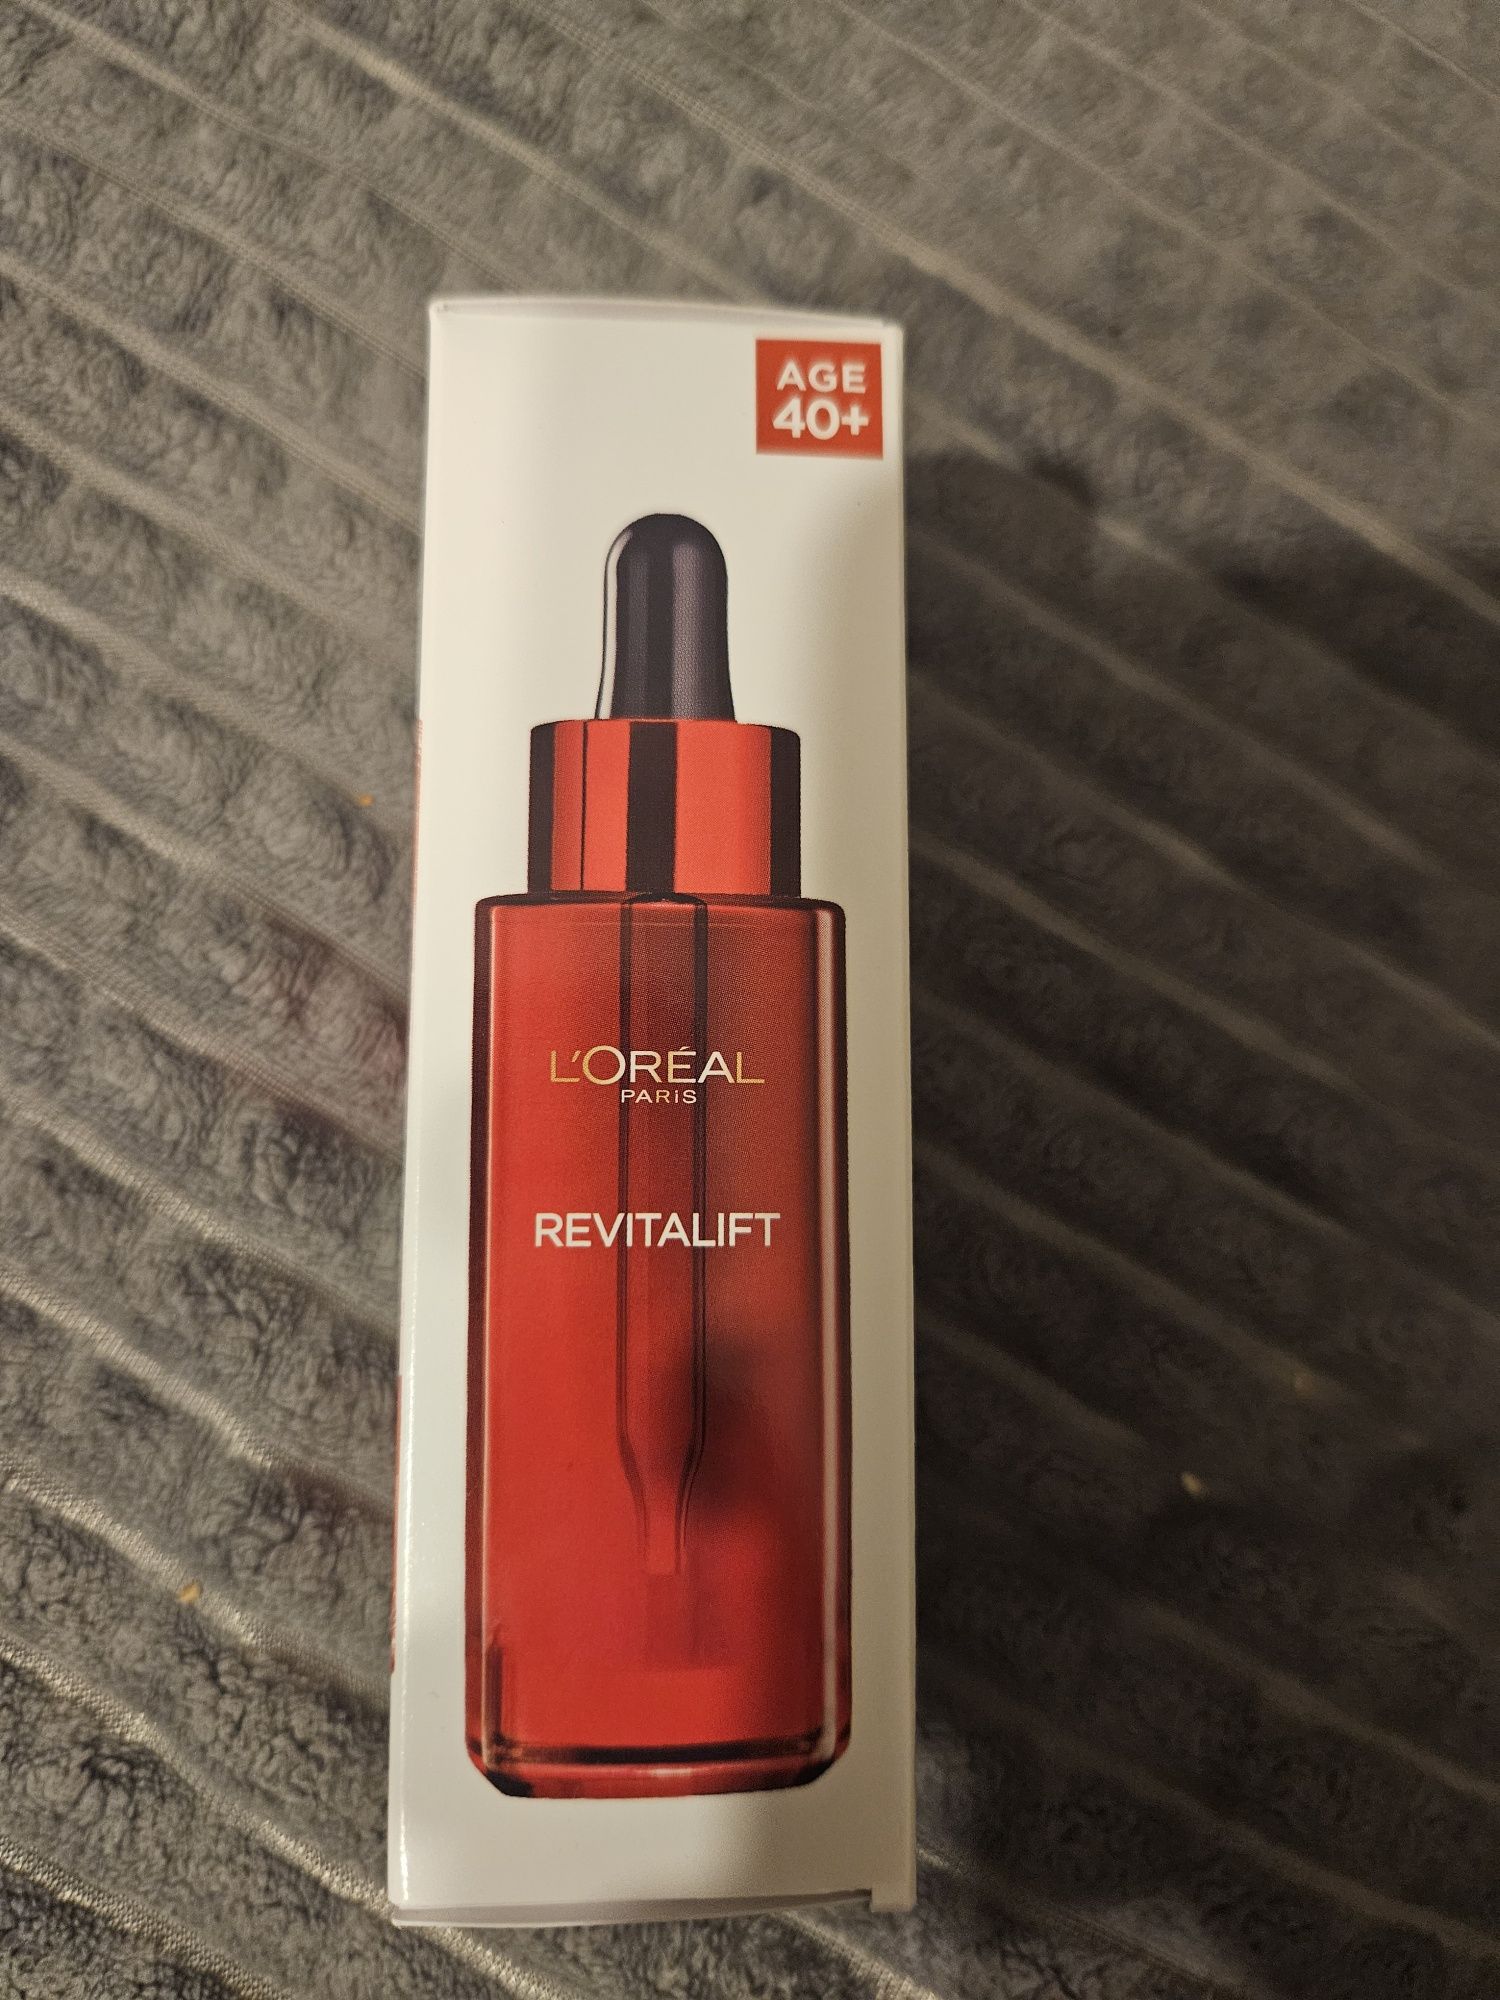 AGE
40+
L'ORÉAL
PARiS
REVITALIFT